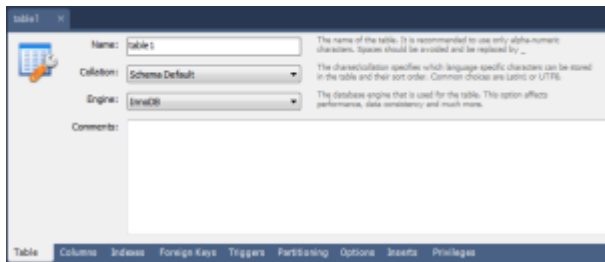 table1 ×
Name: table1
The name of the table. It is recommended to use only alpha-numeric
characters. Spaces should be avoided and be replaced by _
Collation: Schema Default
The charset/collation specifies which language specific characters can be stored
in the table and their sort order. Common choices are Latin1 or UTF8.
Engine: InnoDB
The database engine that is used for the table. This option affects
performance, data consistency and much more.
Comments:
Table Columns Indexes Foreign Keys Triggers Partitioning Options Inserts Privileges